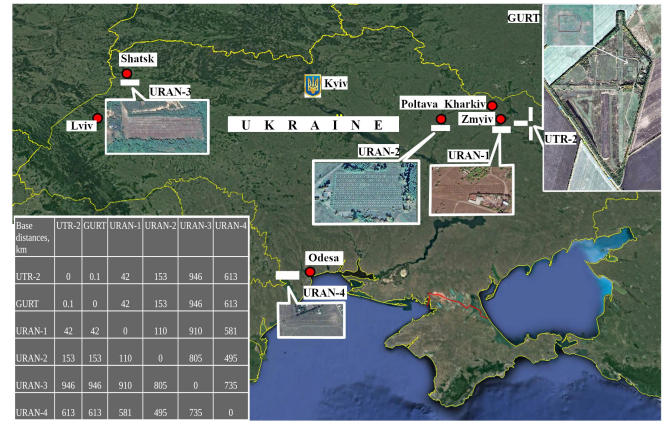 GURT
Shatsk
URAN-3
Kyiv
Poltava Kharkiv
Lviv
U K R A I N E
Zmyiv
UTR-2
URAN-2
URAN-1
Odesa
URAN-4
Base distances, km UTR-2 GURT URAN-1 URAN-2 URAN-3 URAN-4
UTR-2 0 0.1 42 153 946 613
GURT 0.1 0 42 153 946 613
URAN-1 42 42 0 110 910 581
URAN-2 153 153 110 0 805 495
URAN-3 946 946 910 805 0 735
URAN-4 613 613 581 495 735 0